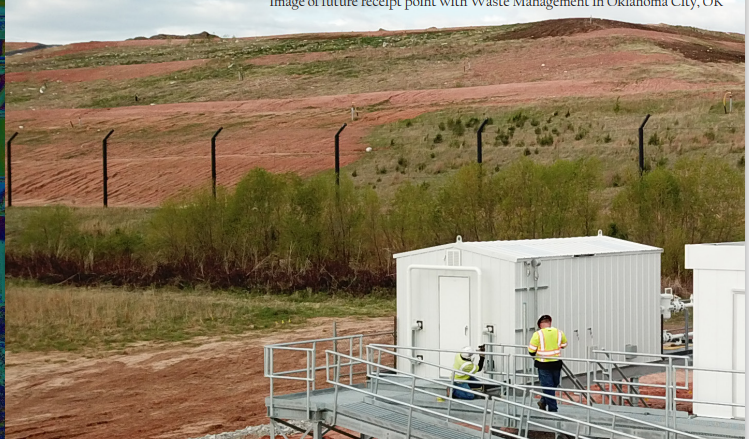 Image of future receipt point with Waste Management in Oklahoma City, OK